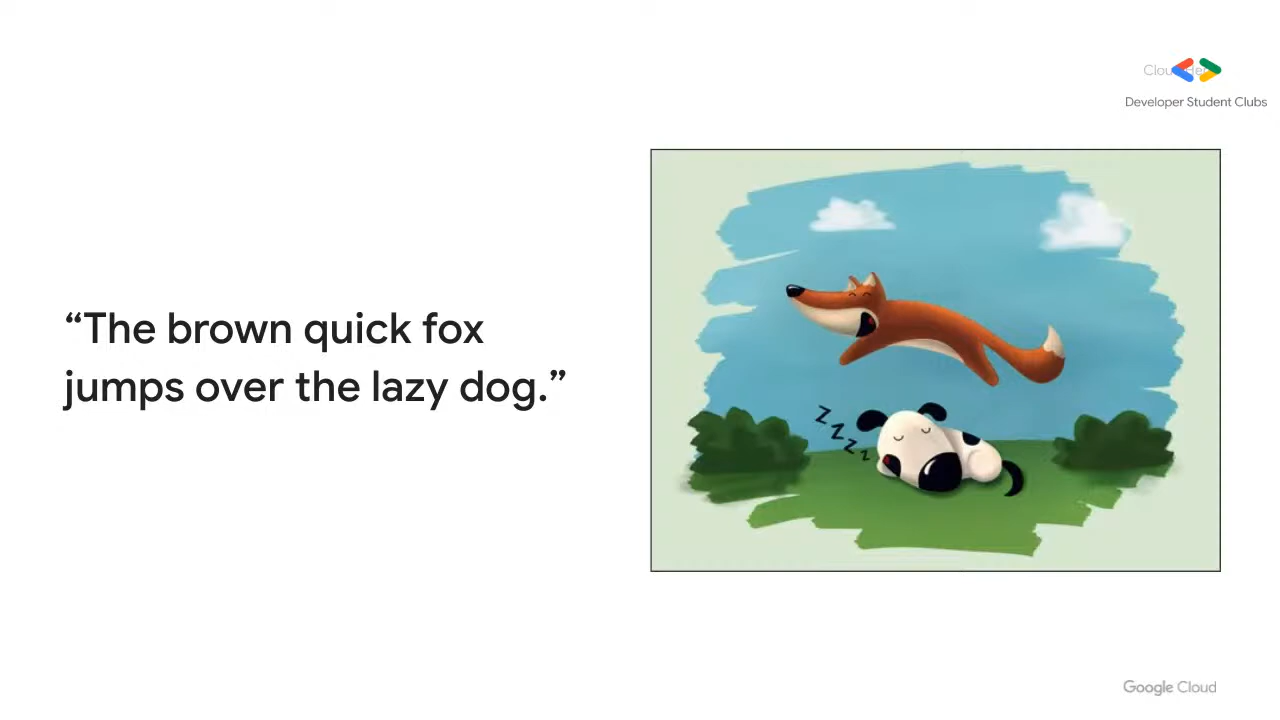 Developer Student Clubs
“The brown quick fox
jumps over the lazy dog.”
z z z z
Google Cloud